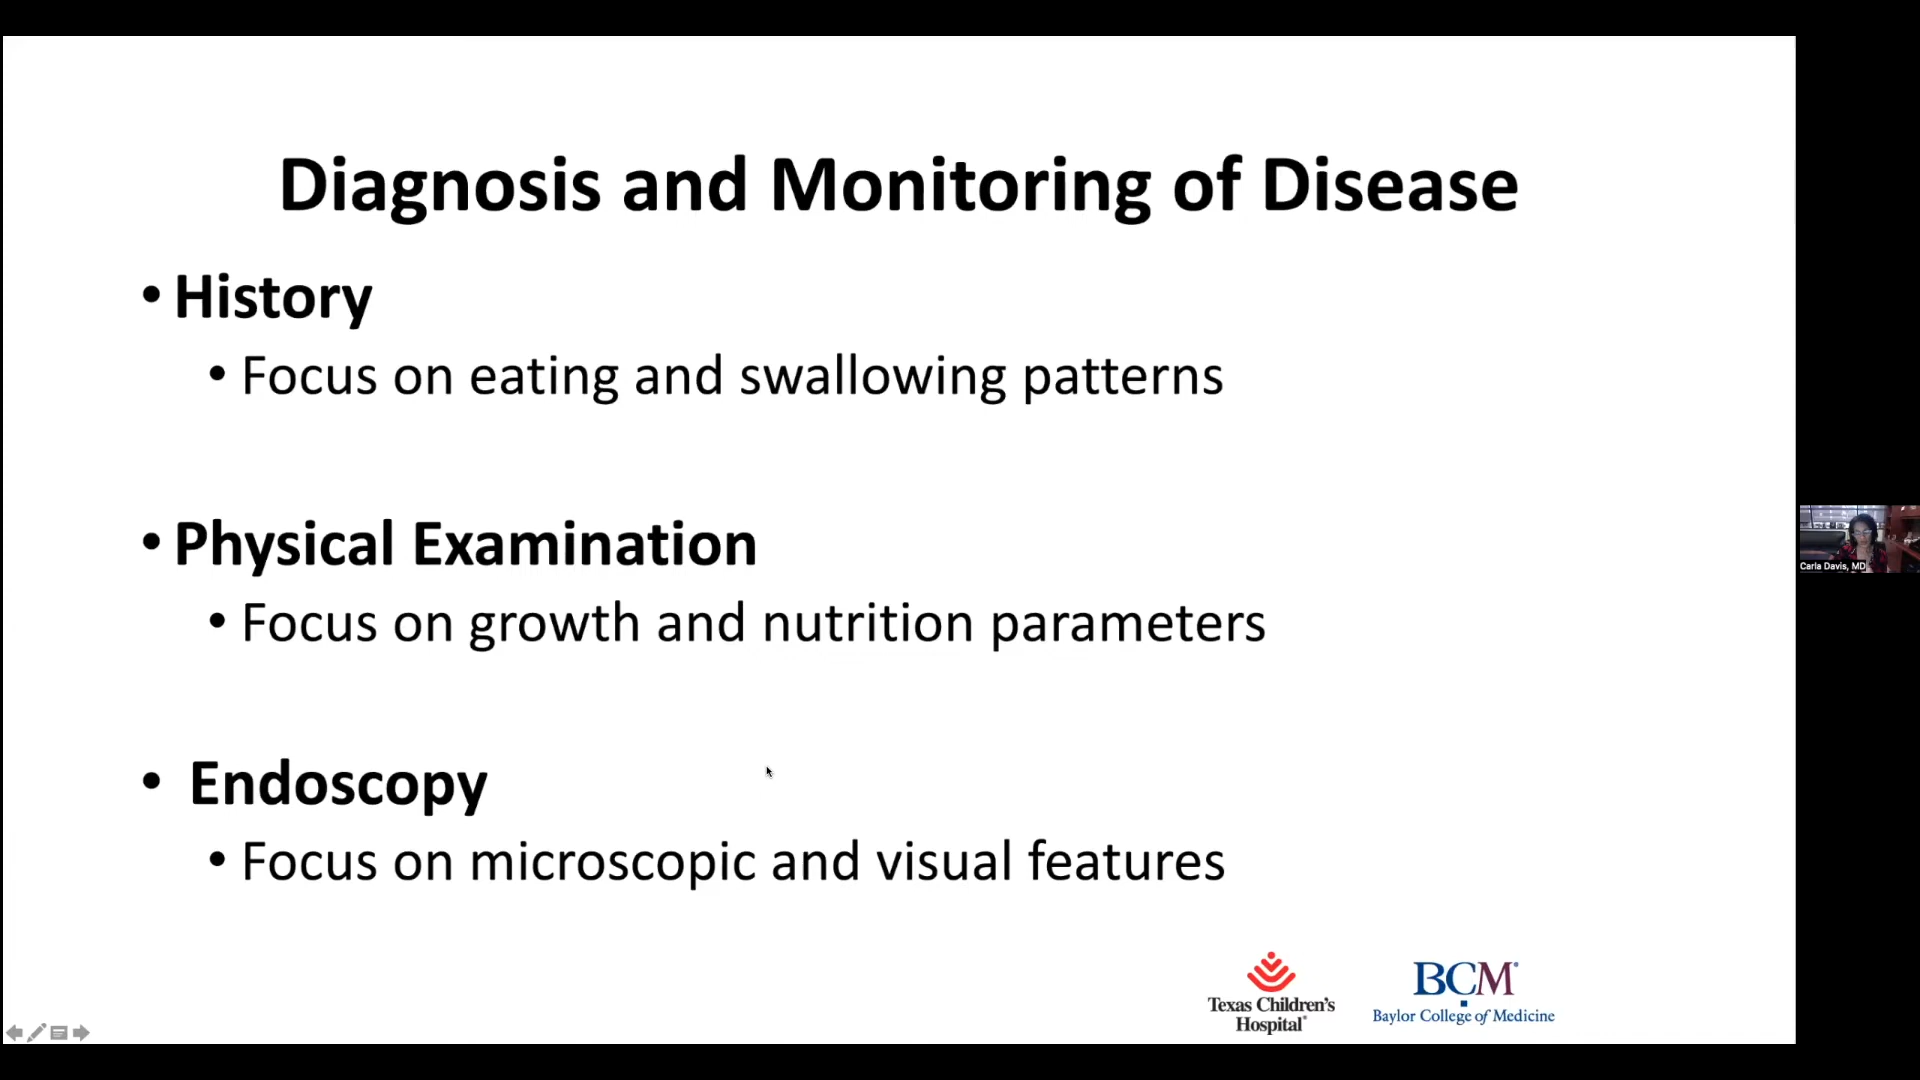 Diagnosis and Monitoring of Disease
• History
• Focus on eating and swallowing patterns
• Physical Examination
• Focus on growth and nutrition parameters
• Endoscopy
• Focus on microscopic and visual features
Carla Davis, MD
Texas Children's
Hospital®
BCM®
Baylor College of Medicine